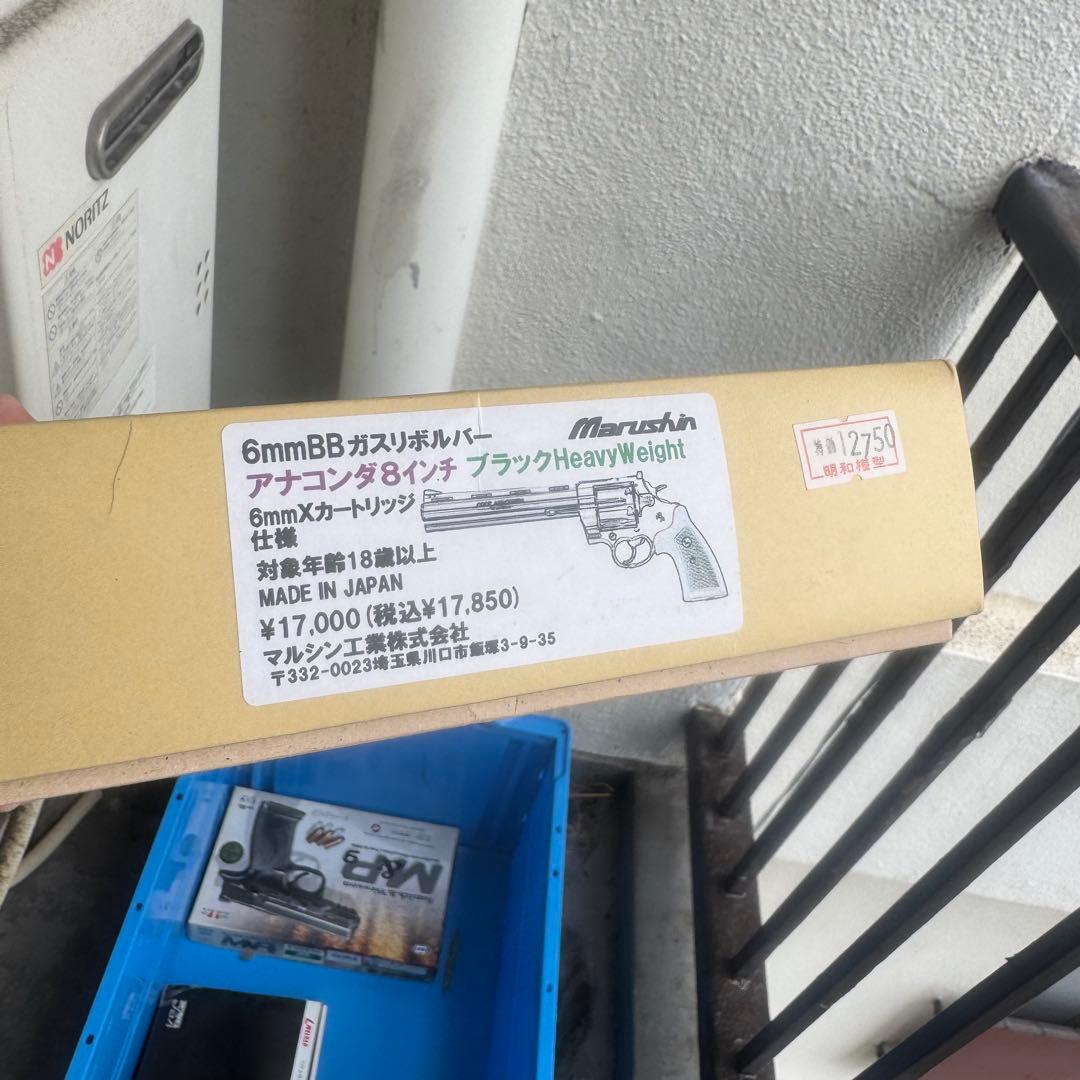 NORITZ
6mmBBガスリボルバー
Marushin
アナコンダ8インチ ブラックHeavyWeight
6mmXカートリッジ
仕様
対象年齢18歳以上
MADE IN JAPAN
¥17,000(税込¥17,850)
マルシン工業株式会社
〒332-0023埼玉県川口市飯塚3-9-35
特価 12750
明和模型
M&P9